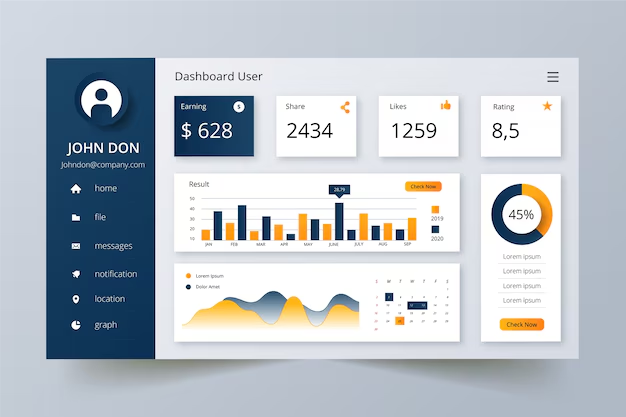 Dashboard User
JOHN DON
Johndon@company.com
home
file
messages
notification
location
graph
Earning
$
$ 628
Share
2434
Likes
1259
Rating
8,5
Result
Check Now
28,79
50
40
30
20
10
JAN FEB MAR APR MAY JUNE JULY AUG SEP
2019
2020
Lorem Ipsum
Dolor Amet
S M T W T F S
45%
Lorem ipsum
Lorem ipsum
Lorem ipsum
Lorem ipsum
Check Now